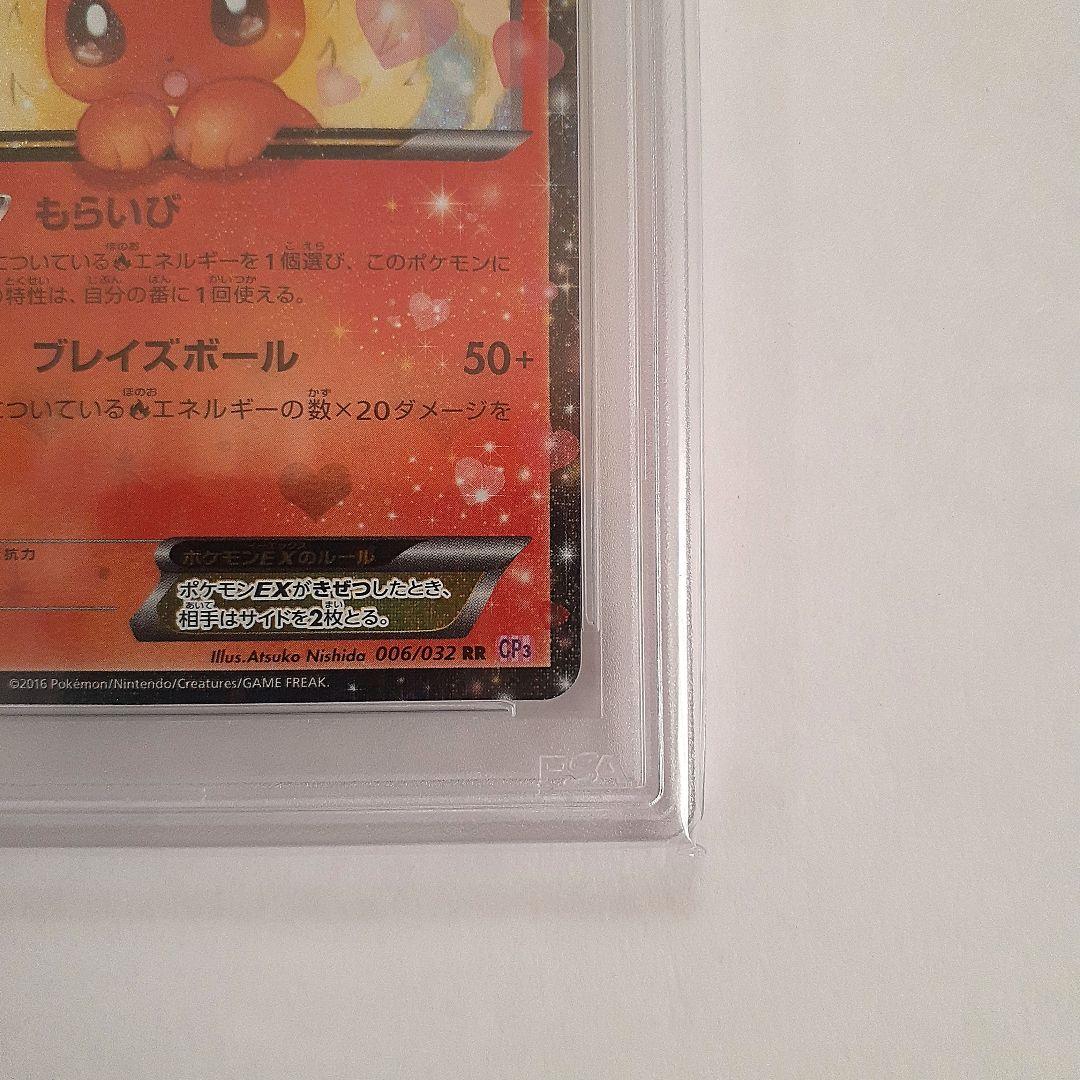 もらいび
についている エネルギーを1個選び、このポケモンに
の特性は、自分の番に1回使える。
ブレイズボール 50+
についている エネルギーの数×20ダメージを
抗力
ポケモンEXのルール
ポケモンEXがきぜつしたとき、
相手はサイドを2枚とる。
Illus.Atsuko Nishida 006/032 RR CP3
©2016 Pokémon/Nintendo/Creatures/GAME FREAK.
PSA